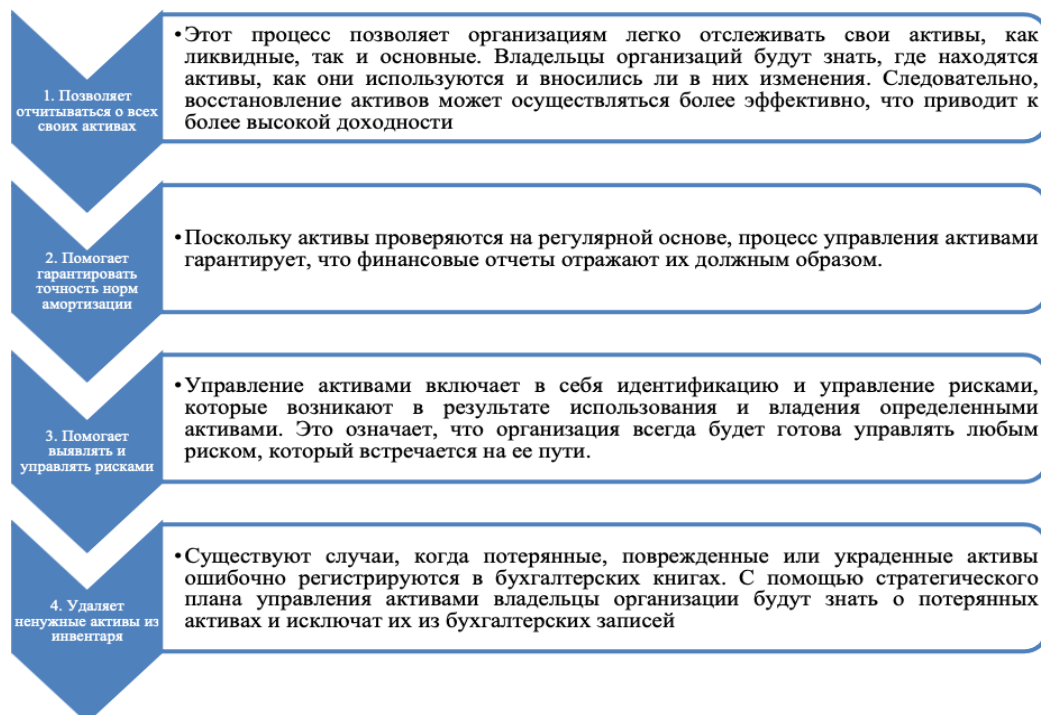 1. Позволяет
отчитываться о всех
своих активах
•Этот процесс позволяет организациям легко отслеживать свои активы, как
ликвидные, так и основные. Владельцы организаций будут знать, где находятся
активы, как они используются и вносились ли в них изменения. Следовательно,
восстановление активов может осуществляться более эффективно, что приводит к
более высокой доходности
2. Помогает
гарантировать
точность норм
амортизации
•Поскольку активы проверяются на регулярной основе, процесс управления активами
гарантирует, что финансовые отчеты отражают их должным образом.
3. Помогает
выявлять и
управлять рисками
•Управление активами включает в себя идентификацию и управление рисками,
которые возникают в результате использования и владения определенными
активами. Это означает, что организация всегда будет готова управлять любым
риском, который встречается на ее пути.
4. Удаляет
ненужные активы из
инвентаря
•Существуют случаи, когда потерянные, поврежденные или украденные активы
ошибочно регистрируются в бухгалтерских книгах. С помощью стратегического
плана управления активами владельцы организации будут знать о потерянных
активах и исключат их из бухгалтерских записей